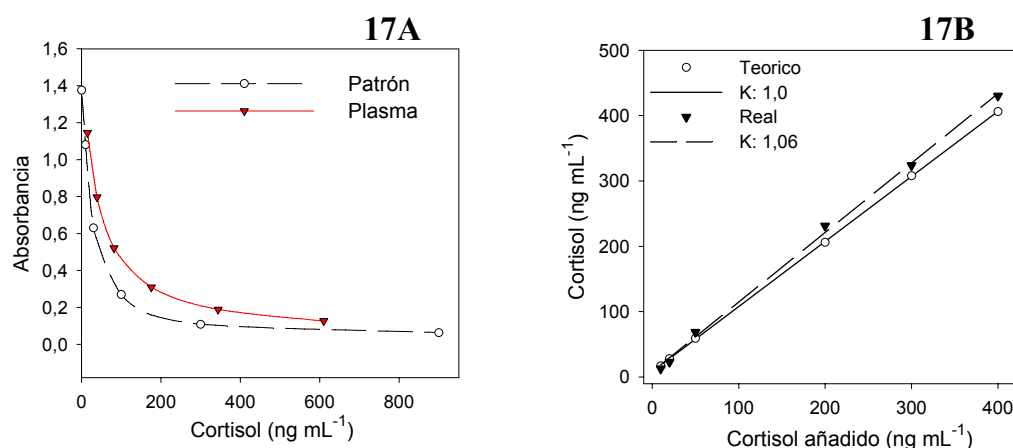 17A
1,6
1,4
1,2
1,0
0,8
0,6
0,4
0,2
0,0
Absorbancia
Patrón
Plasma
0 200 400 600 800
Cortisol (ng mL⁻¹)
17B
500
400
300
200
100
0
Cortisol (ng mL⁻¹)
Teorico
K: 1,0
Real
K: 1,06
0 100 200 300 400
Cortisol añadido (ng mL⁻¹)